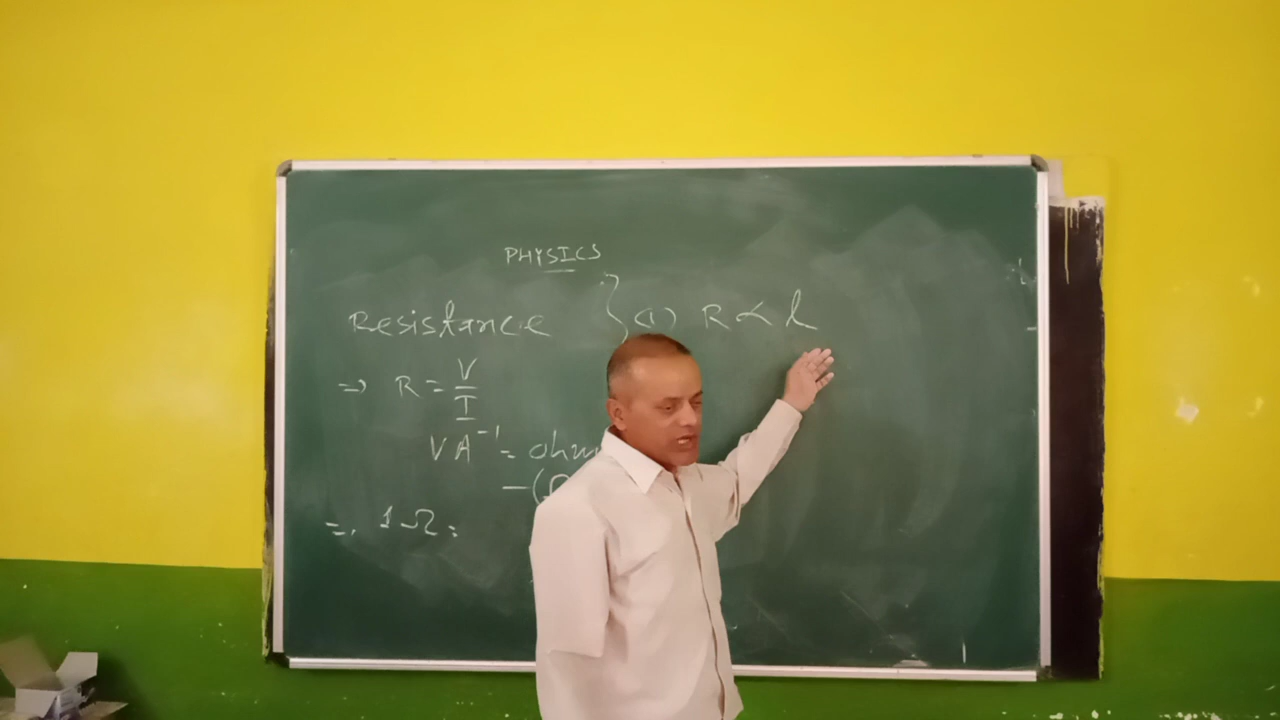 PHYSICS
Resistance
⇒ R = V/I
VA⁻¹ = ohm
–(Ω
⇒ 1Ω =
} (1) R ∝ l